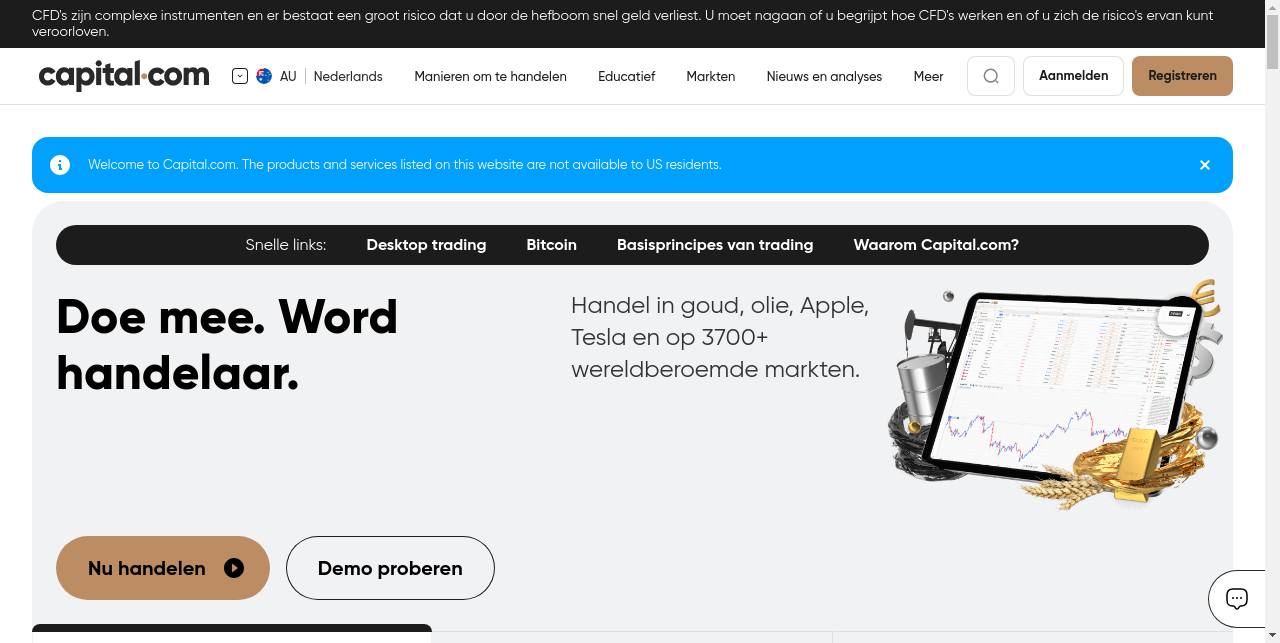 CFD's zijn complexe instrumenten en er bestaat een groot risico dat u door de hefboom snel geld verliest. U moet nagaan of u begrijpt hoe CFD's werken en of u zich de risico's ervan kunt
veroorloven.
capital.com
AU
Nederlands
Manieren om te handelen
Educatief
Markten
Nieuws en analyses
Meer
Aanmelden
Registreren
Welcome to Capital.com. The products and services listed on this website are not available to US residents.
Snelle links:
Desktop trading
Bitcoin
Basisprincipes van trading
Waarom Capital.com?
Doe mee. Word
handelaar.
Handel in goud, olie, Apple,
Tesla en op 3700+
wereldberoemde markten.
Nu handelen
Demo proberen